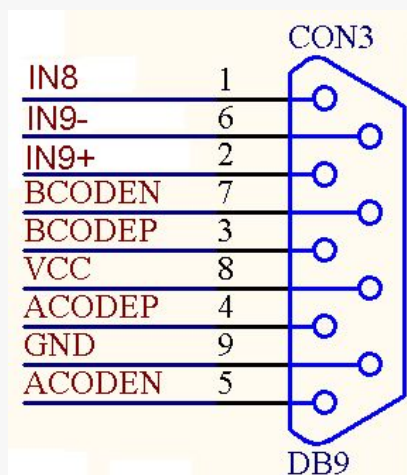 CON3
IN8 1
IN9- 6
IN9+ 2
BCODEN 7
BCODEP 3
VCC 8
ACODEP 4
GND 9
ACODEN 5
DB9